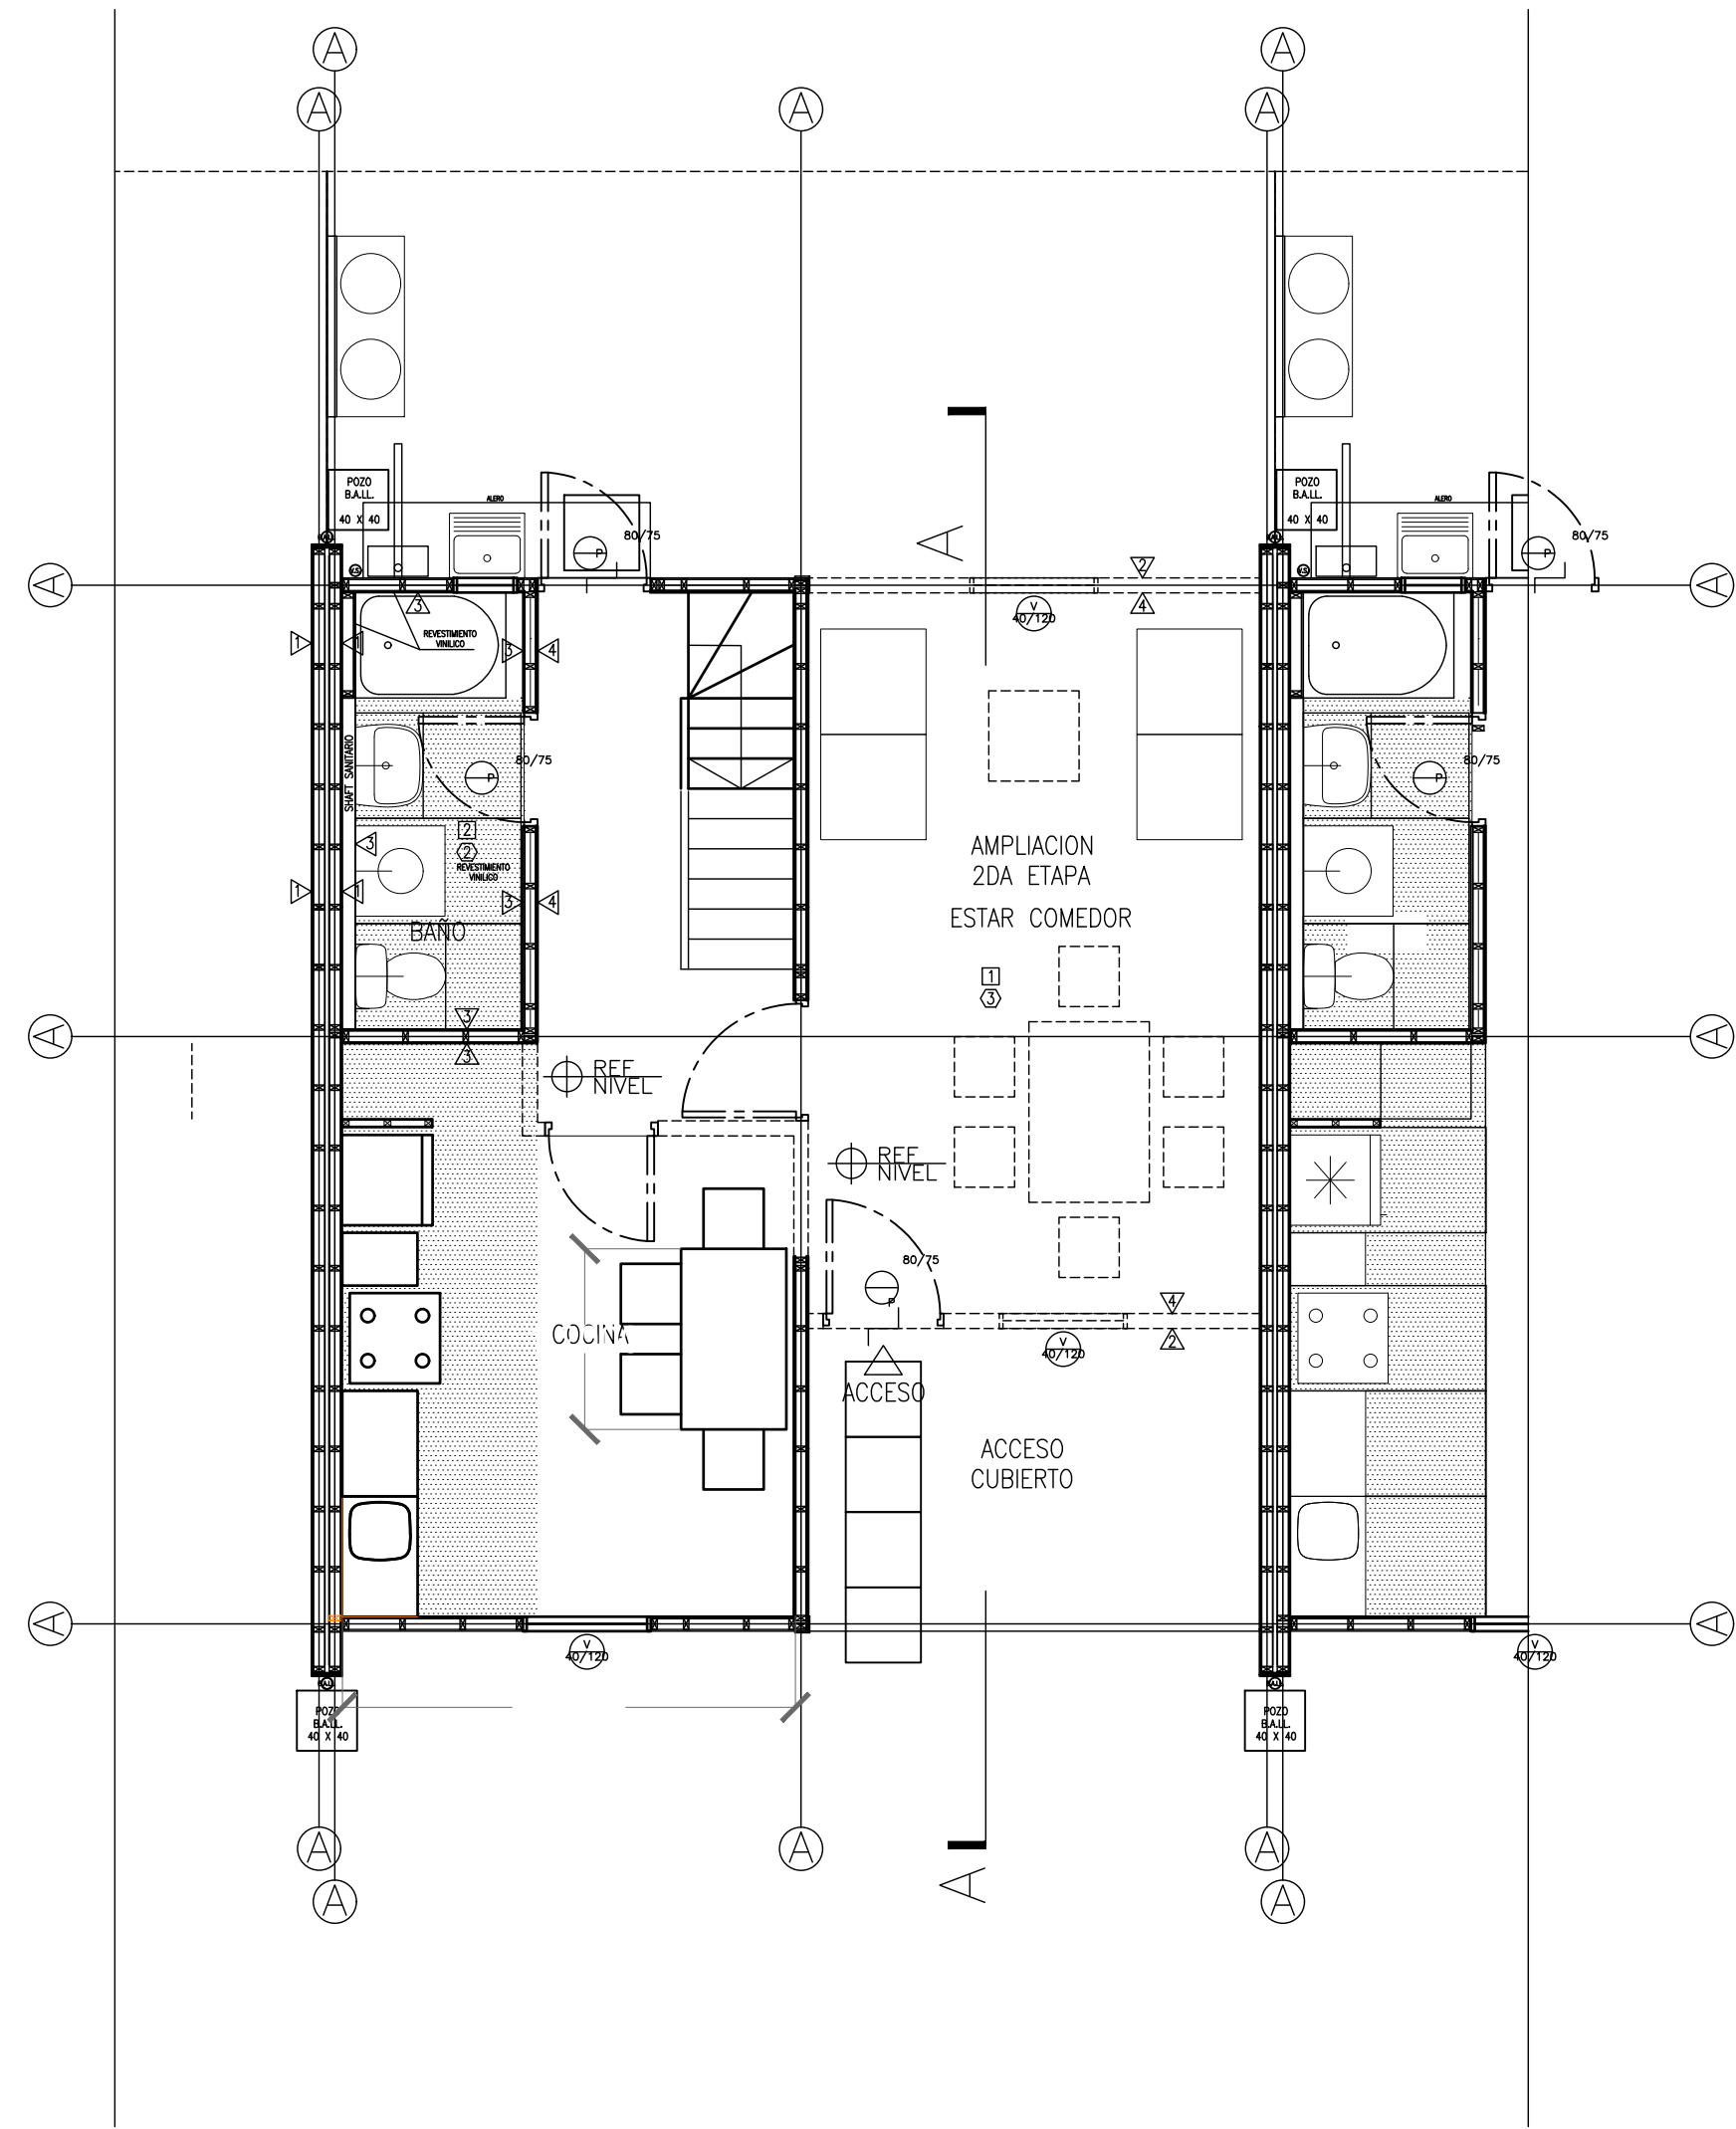 A
A
A
A
A
POZO
B.A.LL.
40 X 40
ALERO
P
80/75
A
POZO
B.A.LL.
40 X 40
ALERO
P
80/75
A
A
2
4
V
40/120
3
REVESTIMIENTO
VINILICO
1
1
3
4
SHAFT SANITARIO
P
80/75
P
80/75
2
2
3
REVESTIMIENTO
VINILICO
1
1
3
4
BAÑO
AMPLIACION
2DA ETAPA
ESTAR COMEDOR
1
3
A
A
3
3
REF
NIVEL
REF
NIVEL
80/75
P
4
2
V
40/120
COCINA
ACCESO
ACCESO
CUBIERTO
A
A
V
40/120
V
40/120
POZO
B.A.LL.
40 X 40
POZO
B.A.LL.
40 X 40
A
A
A
A
A
A